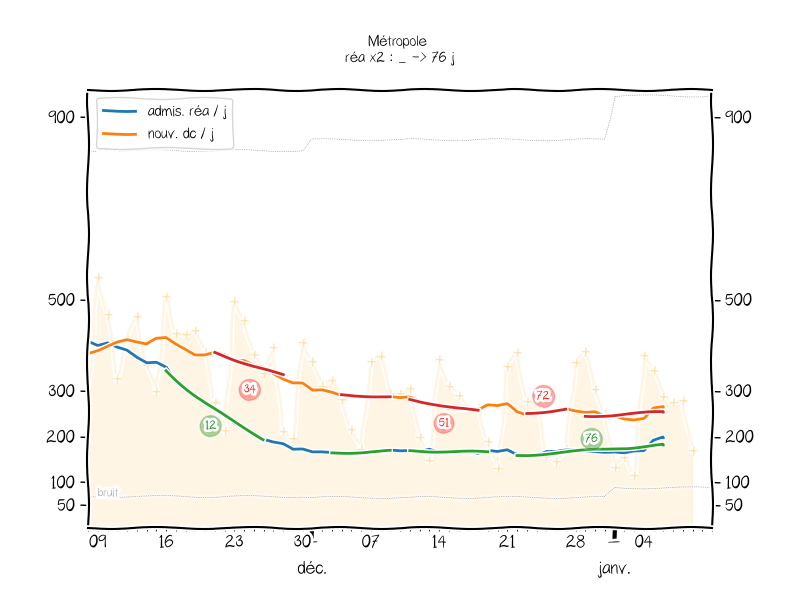 Métropole
réa x2 : _ -> 76 j
admis. réa / j
nouv. dc / j
900
900
500
500
300
300
200
200
100
100
50
50
34
12
51
72
76
bruit
09 16 23 30 07 14 21 28 04
déc. janv.